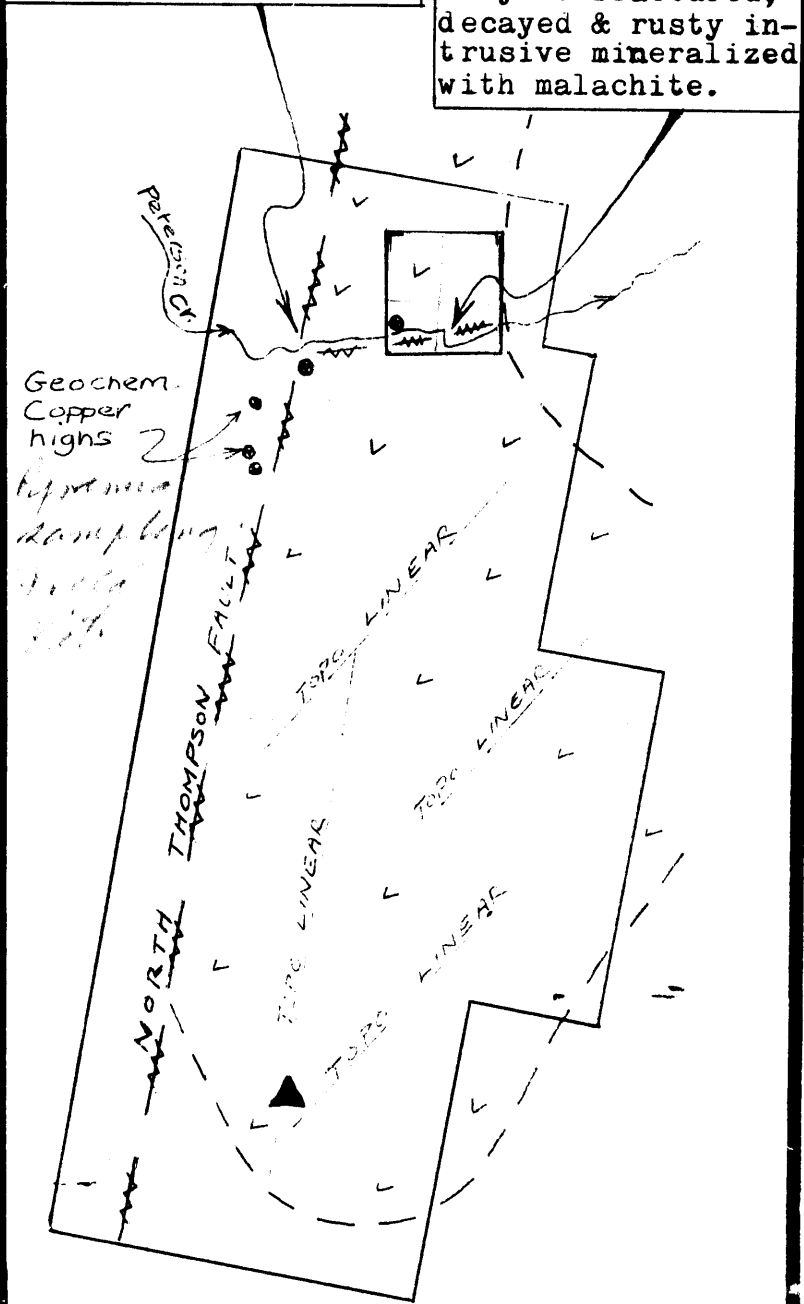 decayed & rusty in-
trusive mineralized
with malachite.
Peterson Cr.
Geochem.
Copper
highs
sampling
NORTH THOMPSON FAULT
TOPO LINEAR
TOPO LINEAR
TOPO LINEAR
TOPO LINEAR